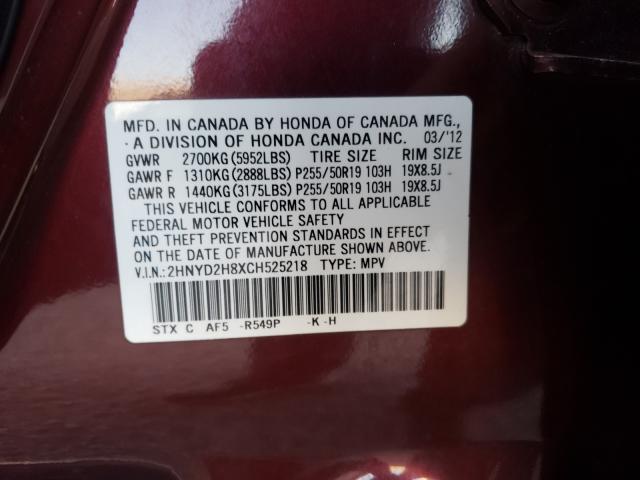 MFD. IN CANADA BY HONDA OF CANADA MFG.,
A DIVISION OF HONDA CANADA INC. 03/'12
GVWR 2700KG(5952LBS) TIRE SIZE RIM SIZE
GAWR F 1310KG(2888LBS)P255/50R19 103H 19X8.5J
GAWR R 1440KG(3175LBS)P255/50R19 103H 19X8.5J
THIS VEHICLE CONFORMS TO ALL APPLICABLE
FEDERAL MOTOR VEHICLE SAFETY
AND THEFT PREVENTION STANDARDS IN EFFECT
ON THE DATE OF MANUFACTURE SHOWN ABOVE.
V.I.N.:2HNYD2H8XCH525218 TYPE: MPV
STX C AF5 -R549P -K -H